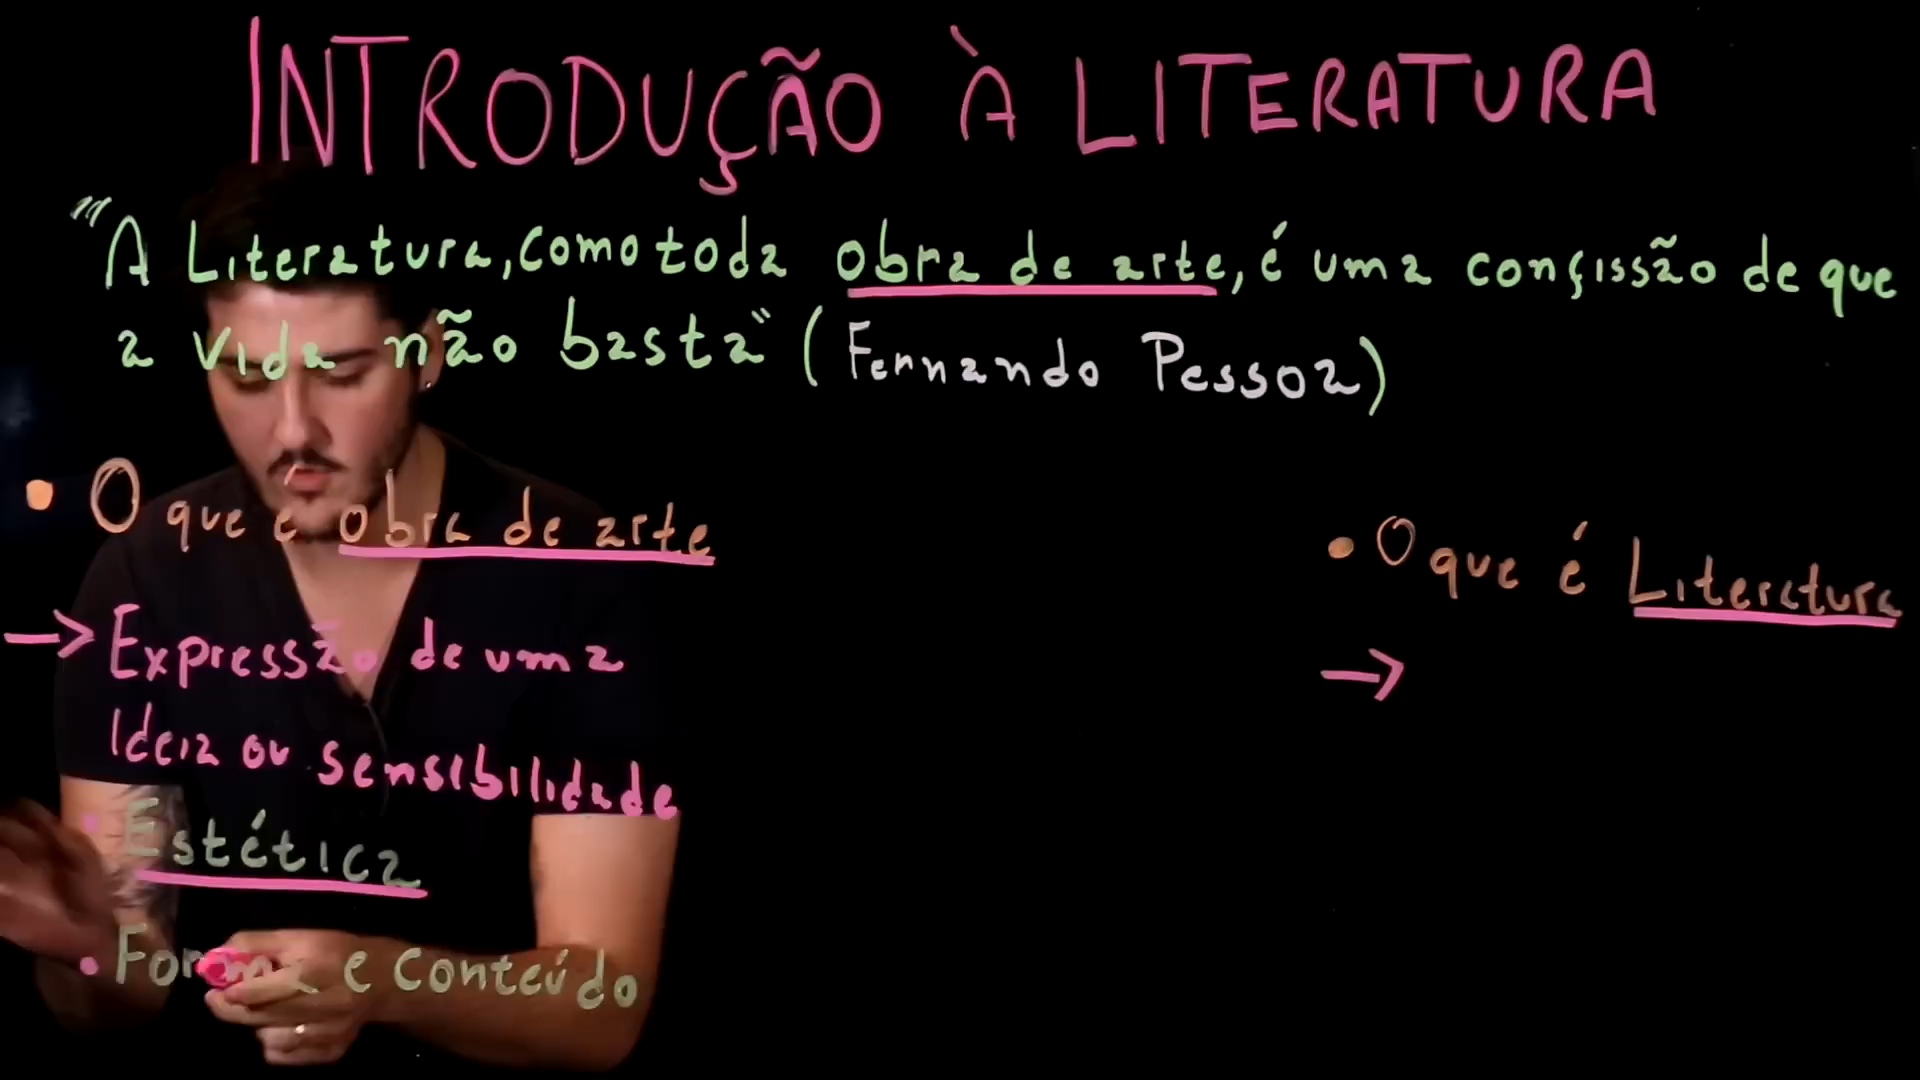 INTRODUÇÃO À LITERATURA
"A Literatura, como toda obra de arte, é uma confissão de que
a vida não basta" (Fernando Pessoa)
• O que é obra de arte
→ Expressão de uma
Ideia ou sensibilidade
• Estética
• Forma e Conteúdo
• O que é Literatura
→